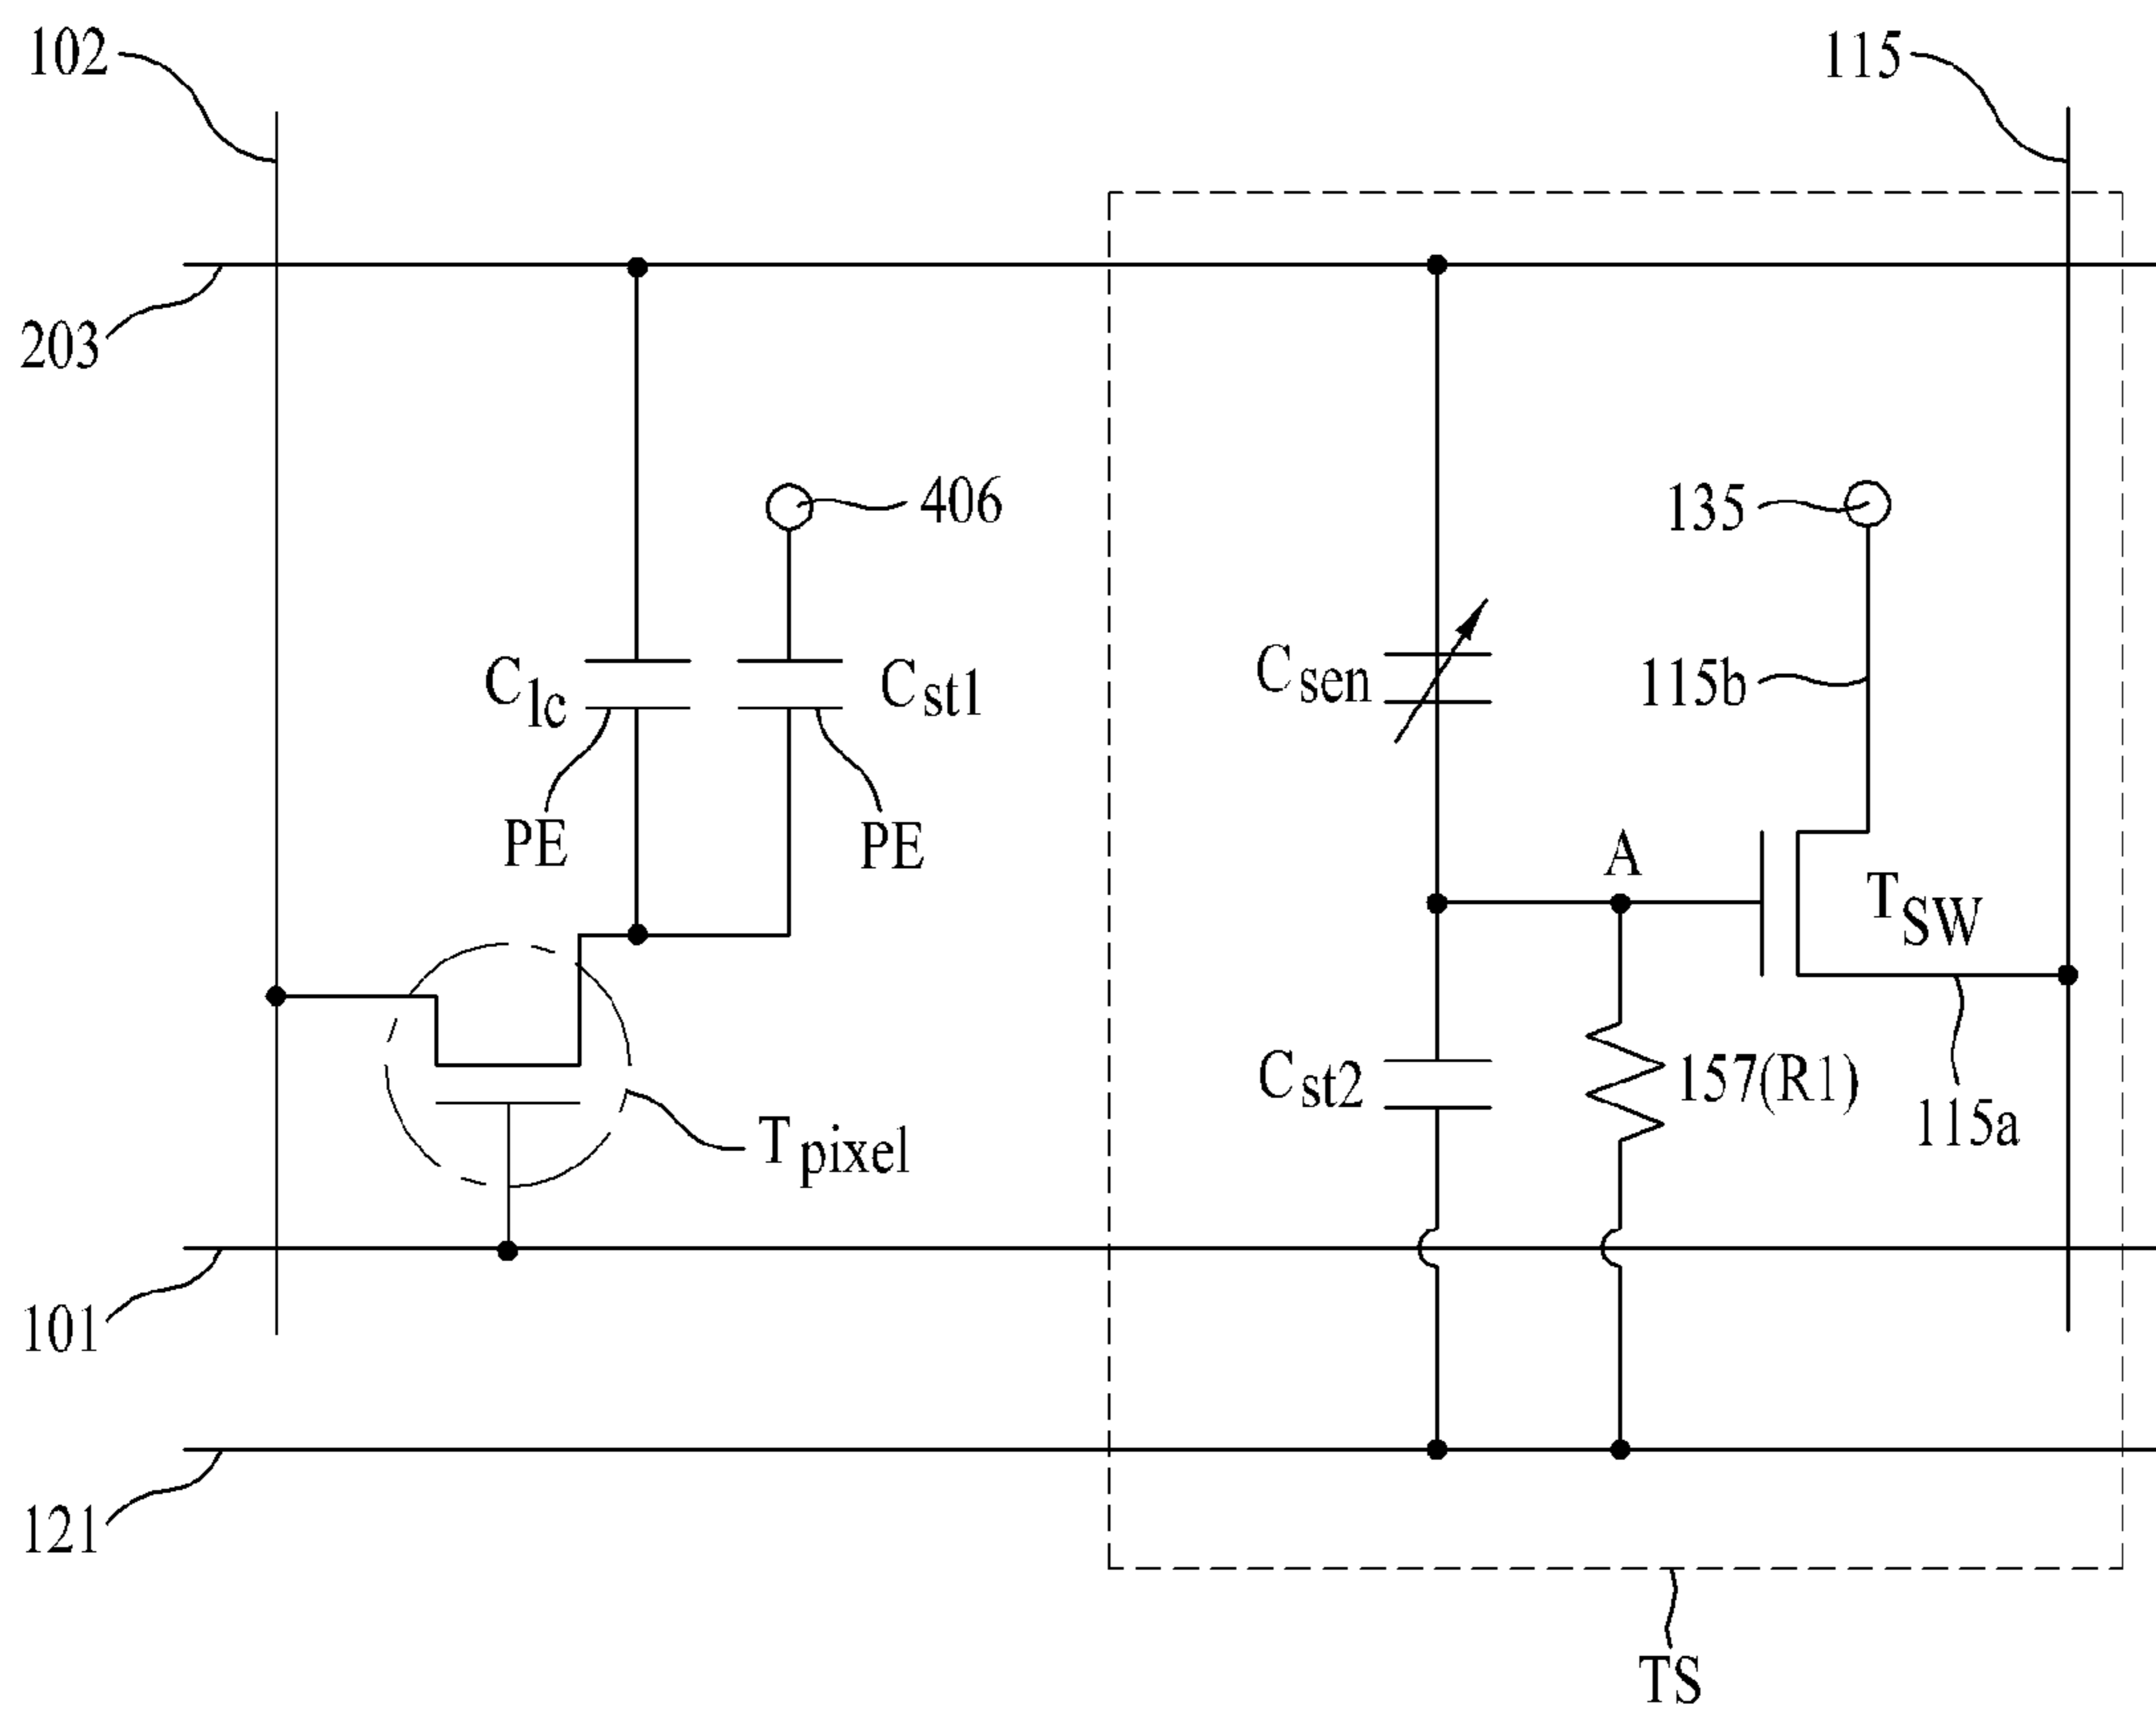 102
115
203
406
135
Clc
Cst1
Csen
115b
PE
PE
A
TSW
Cst2
157(R1)
115a
Tpixel
101
121
TS